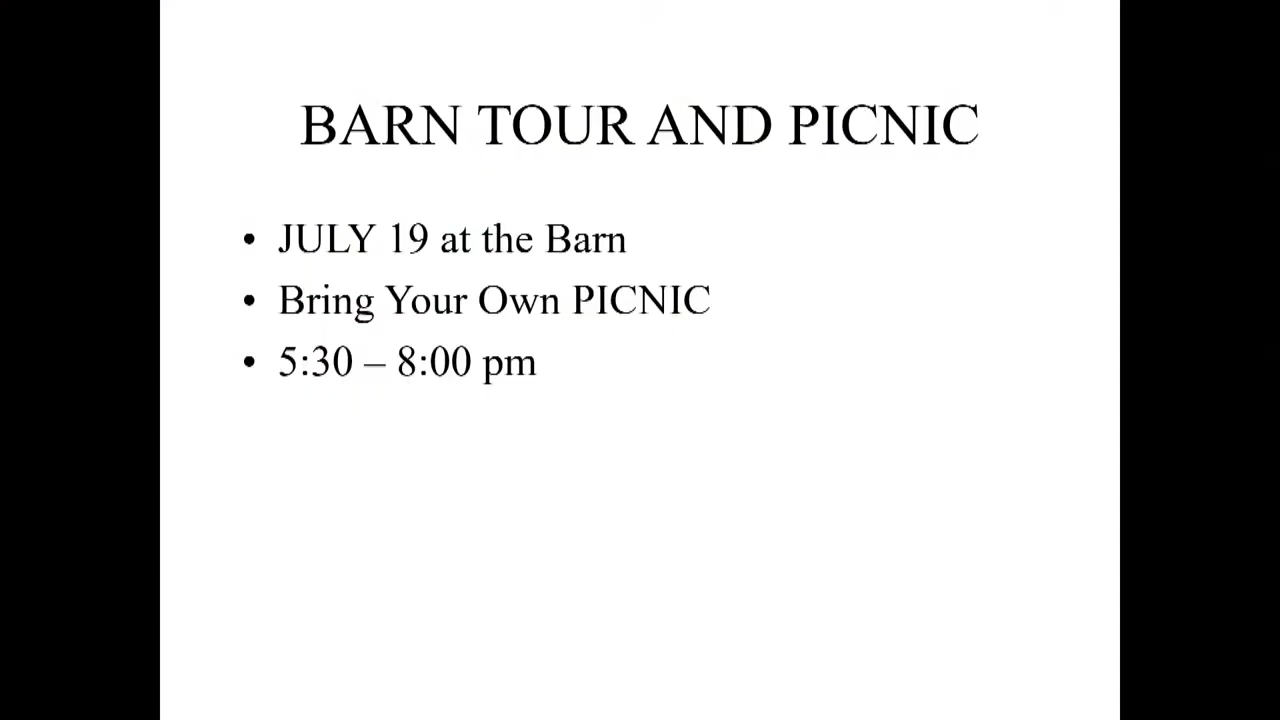 BARN TOUR AND PICNIC
• JULY 19 at the Barn
• Bring Your Own PICNIC
• 5:30 – 8:00 pm